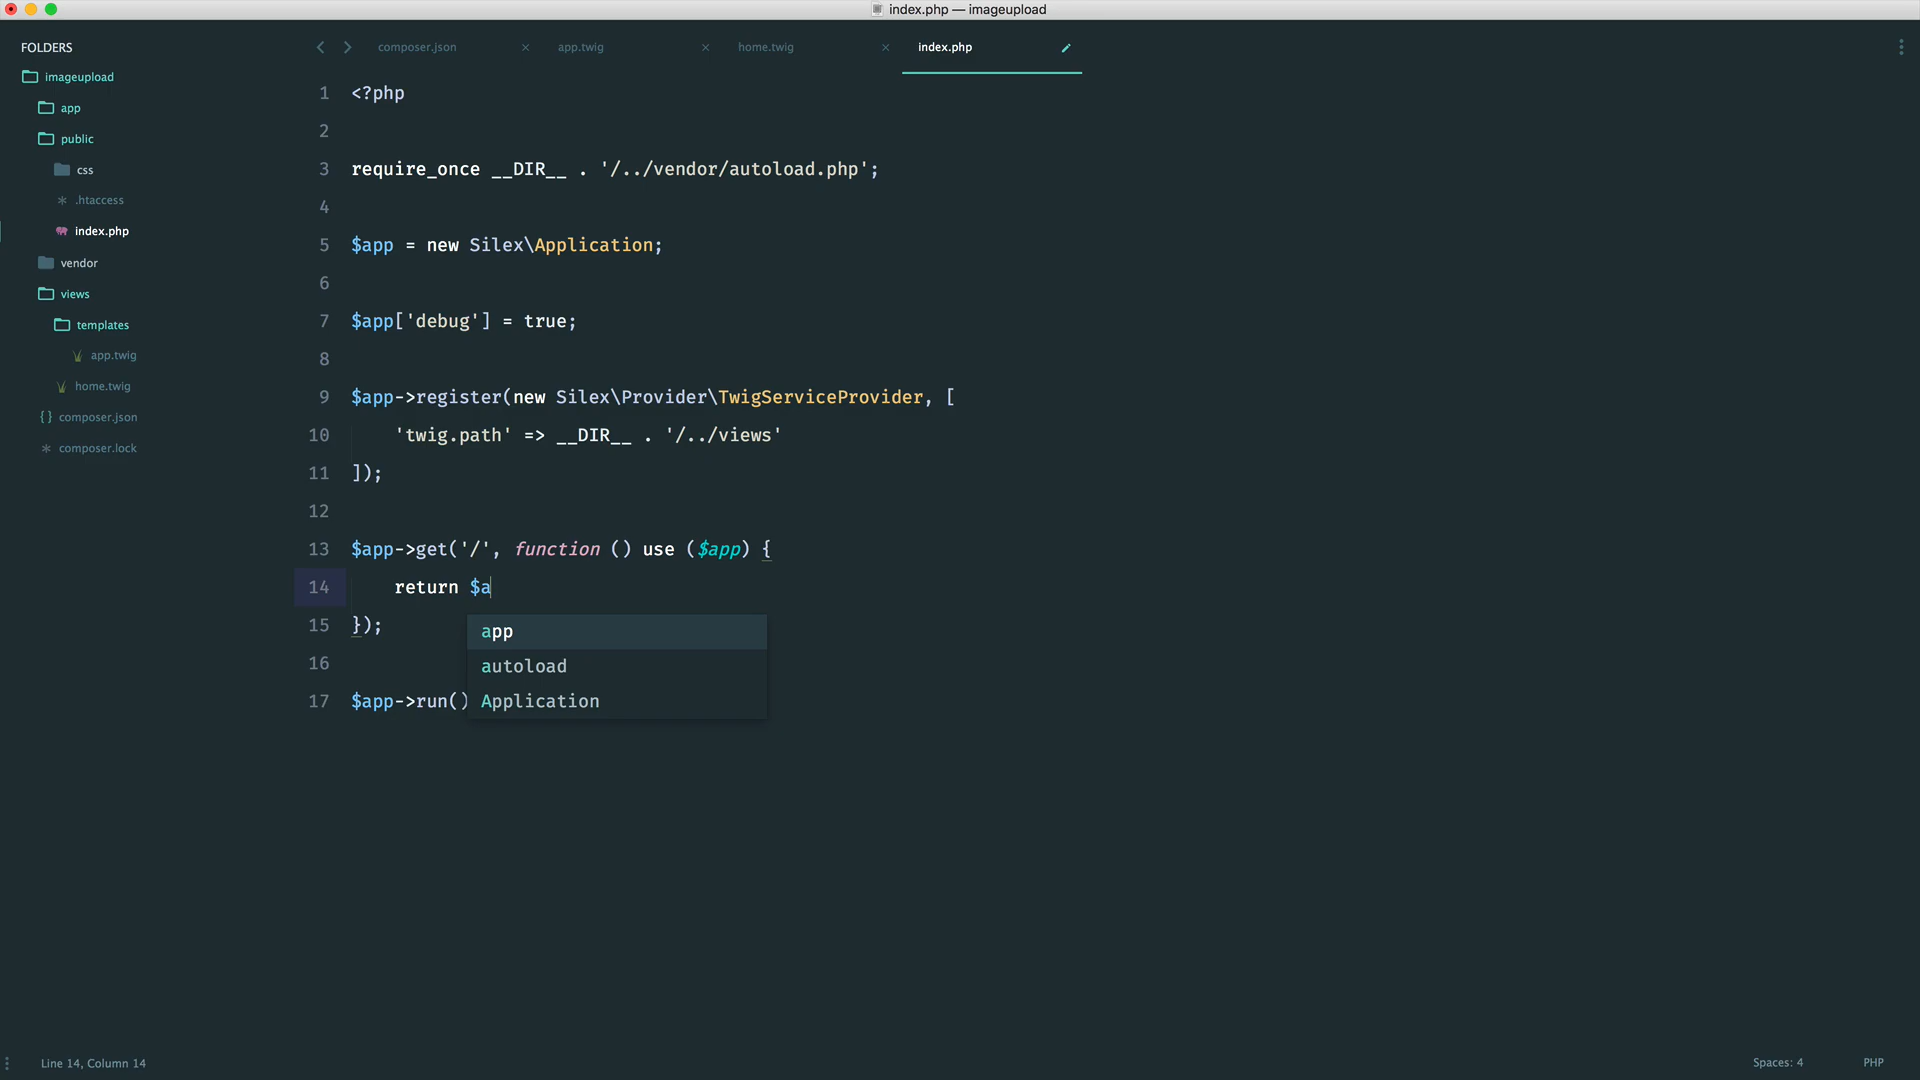 index.php — imageupload
FOLDERS
imageupload
app
public
css
.htaccess
index.php
vendor
views
templates
app.twig
home.twig
composer.json
composer.lock
composer.json
app.twig
home.twig
index.php
1 <?php
2
3 require_once __DIR__ . '/../vendor/autoload.php';
4
5 $app = new Silex\Application;
6
7 $app['debug'] = true;
8
9 $app->register(new Silex\Provider\TwigServiceProvider, [
10     'twig.path' => __DIR__ . '/../views'
11 ]);
12
13 $app->get('/', function () use ($app) {
14     return $a
15 });
16
17 $app->run()
app
autoload
Application
Line 14, Column 14
Spaces: 4
PHP